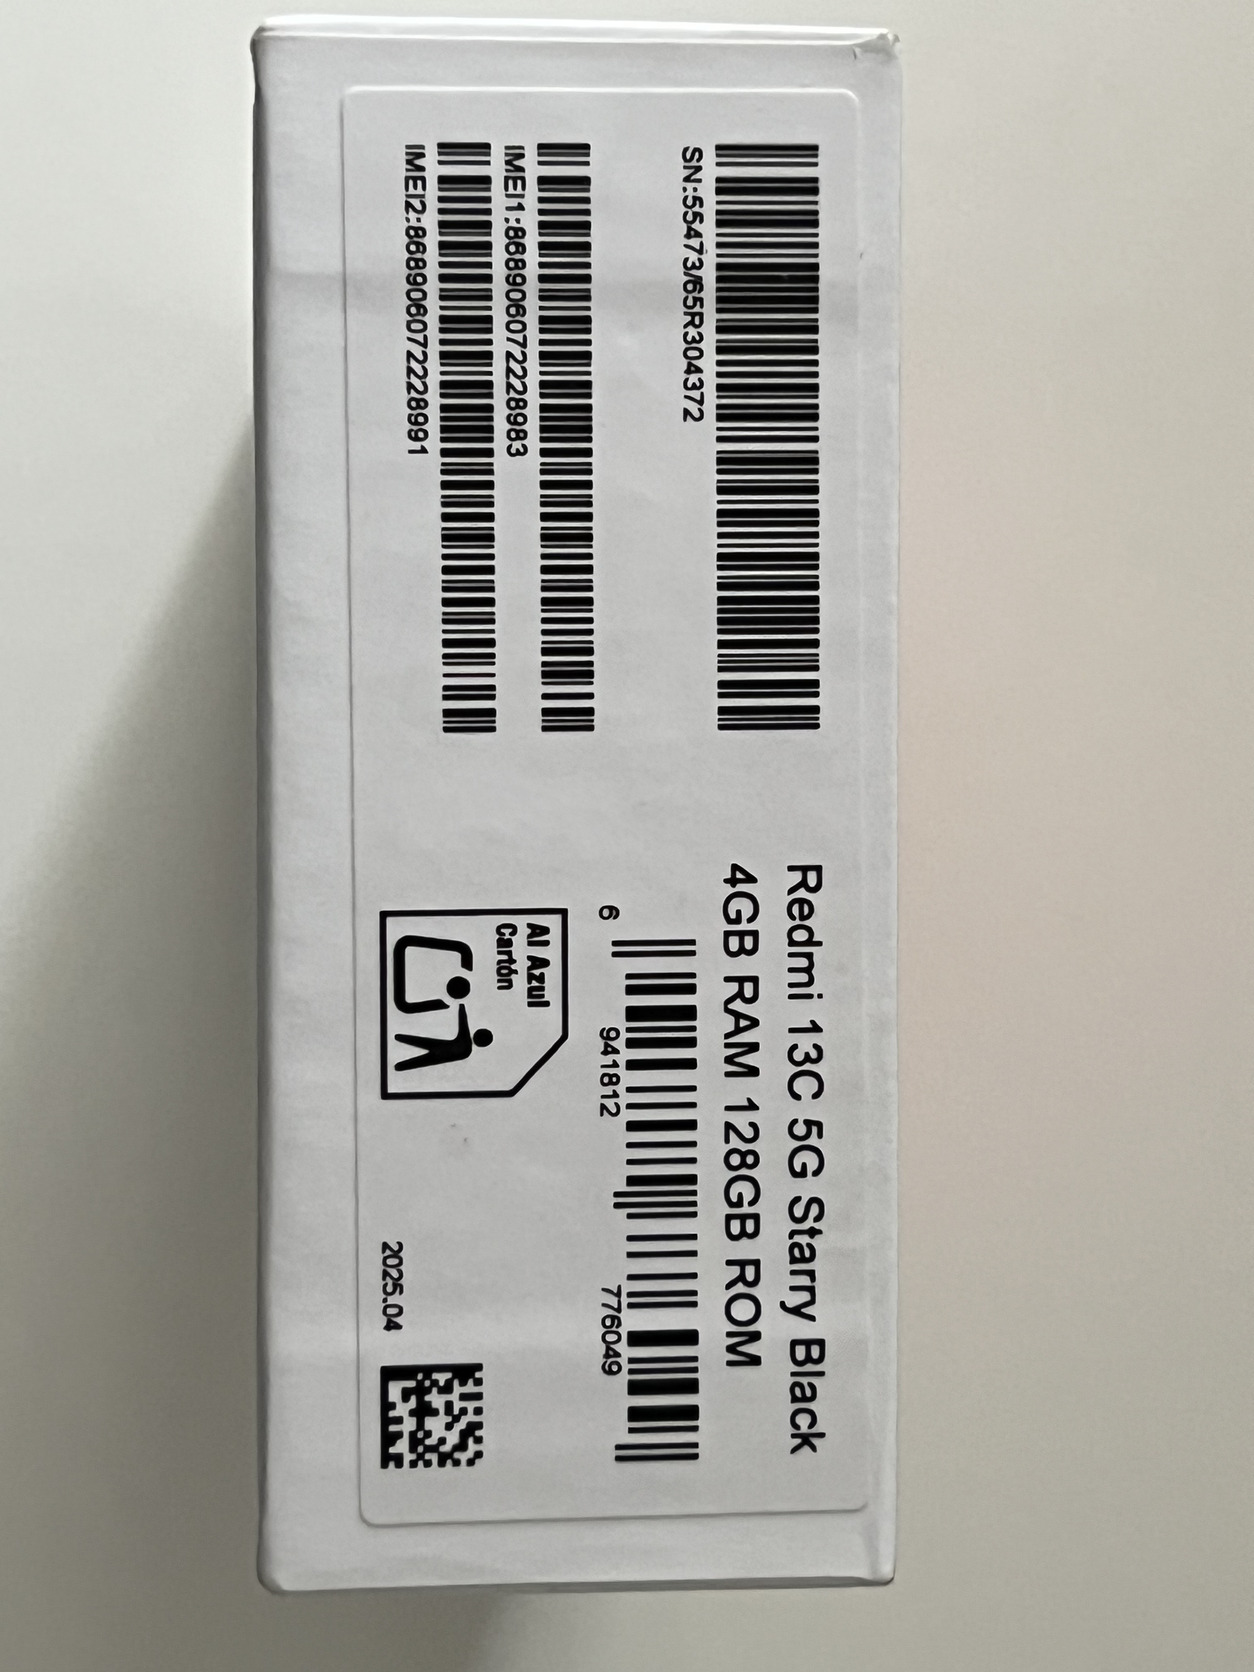 SN:55473/65R304372
IMEI1:868906072228983
IMEI2:868906072228991
Redmi 13C 5G Starry Black
4GB RAM 128GB ROM
6 941812 776049
Al Azul
Cartón
2025.04